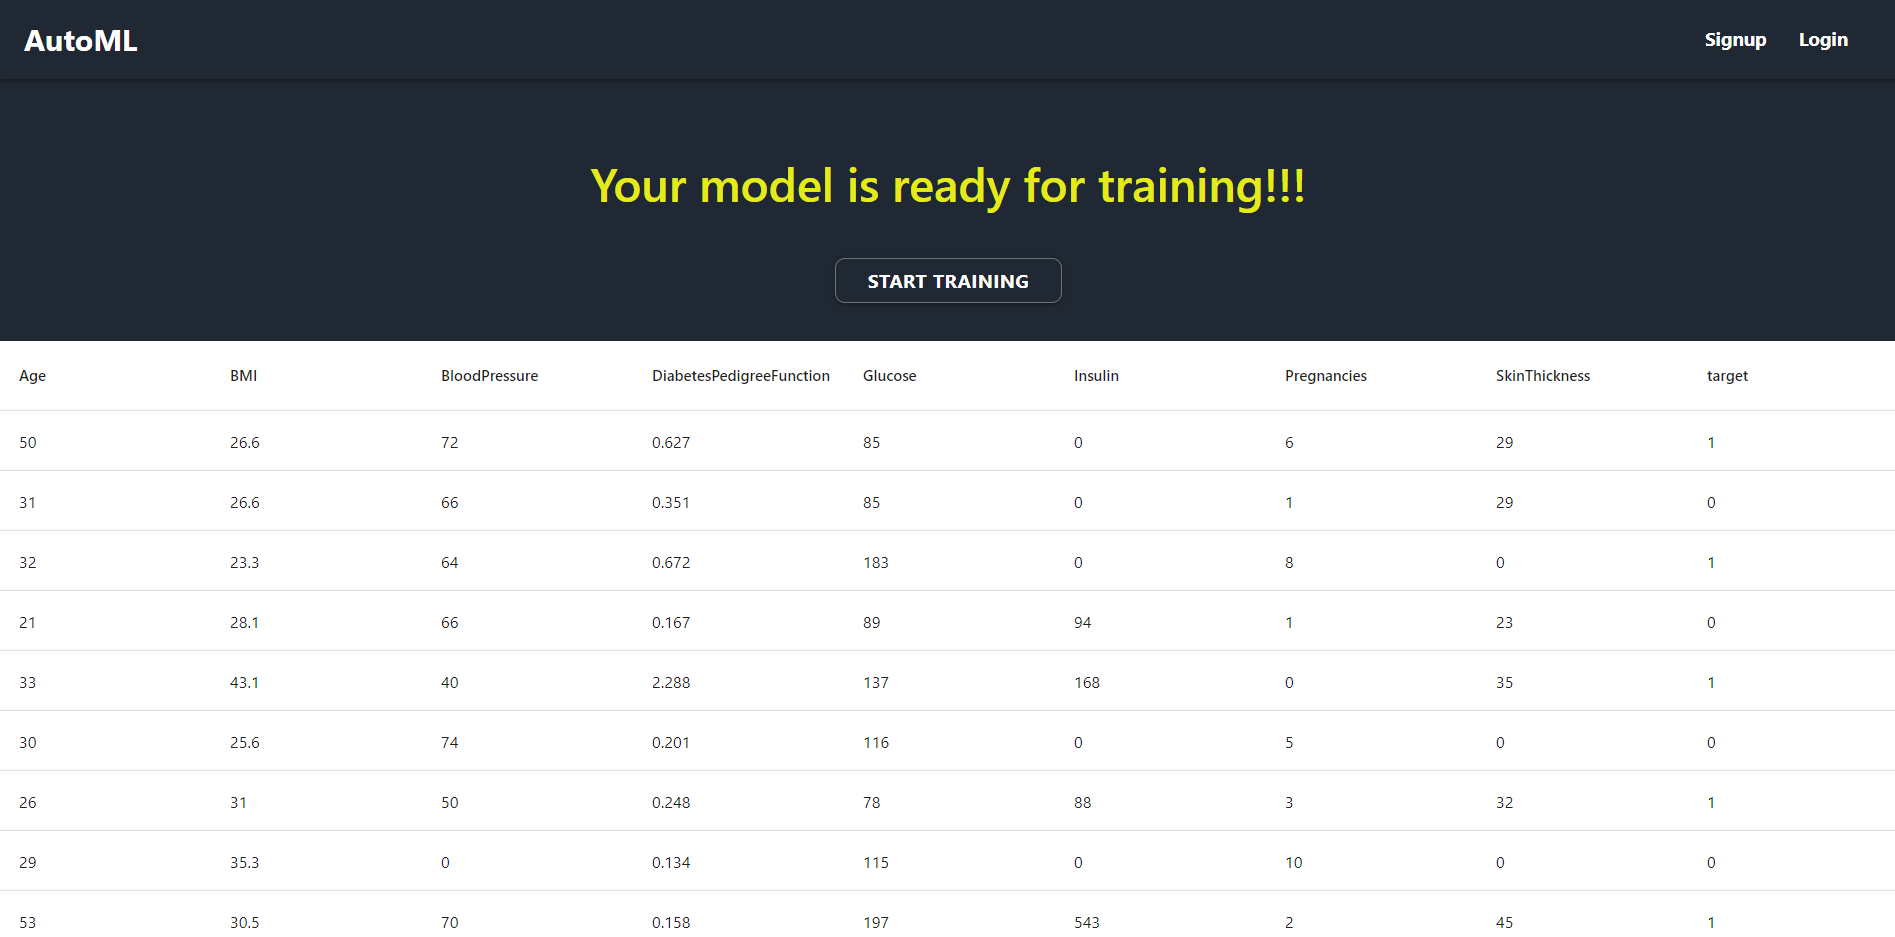 AutoML Signup Login
Your model is ready for training!!!
START TRAINING
Age BMI BloodPressure DiabetesPedigreeFunction Glucose Insulin Pregnancies SkinThickness target
50 26.6 72 0.627 85 0 6 29 1
31 26.6 66 0.351 85 0 1 29 0
32 23.3 64 0.672 183 0 8 0 1
21 28.1 66 0.167 89 94 1 23 0
33 43.1 40 2.288 137 168 0 35 1
30 25.6 74 0.201 116 0 5 0 0
26 31 50 0.248 78 88 3 32 1
29 35.3 0 0.134 115 0 10 0 0
53 30.5 70 0.158 197 543 2 45 1